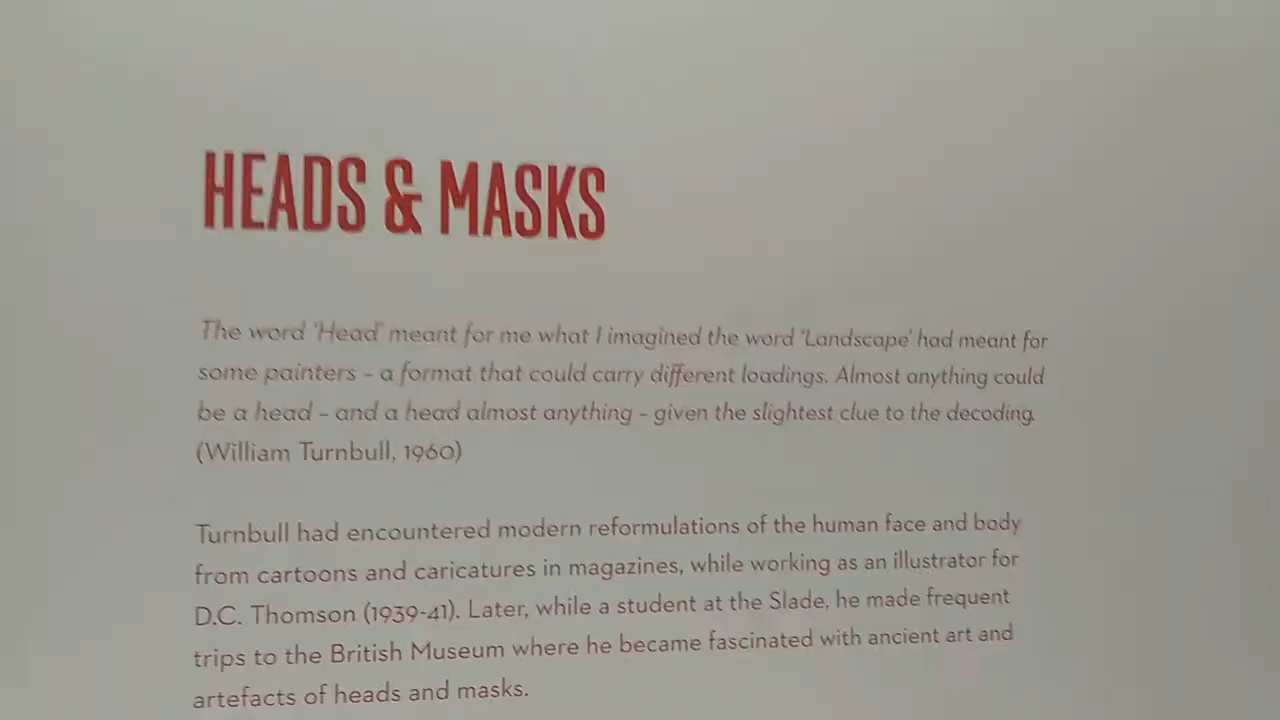 HEADS & MASKS
The word 'Head' meant for me what I imagined the word 'Landscape' had meant for
some painters – a format that could carry different loadings. Almost anything could
be a head – and a head almost anything – given the slightest clue to the decoding.
(William Turnbull, 1960)
Turnbull had encountered modern reformulations of the human face and body
from cartoons and caricatures in magazines, while working as an illustrator for
D.C. Thomson (1939-41). Later, while a student at the Slade, he made frequent
trips to the British Museum where he became fascinated with ancient art and
artefacts of heads and masks.